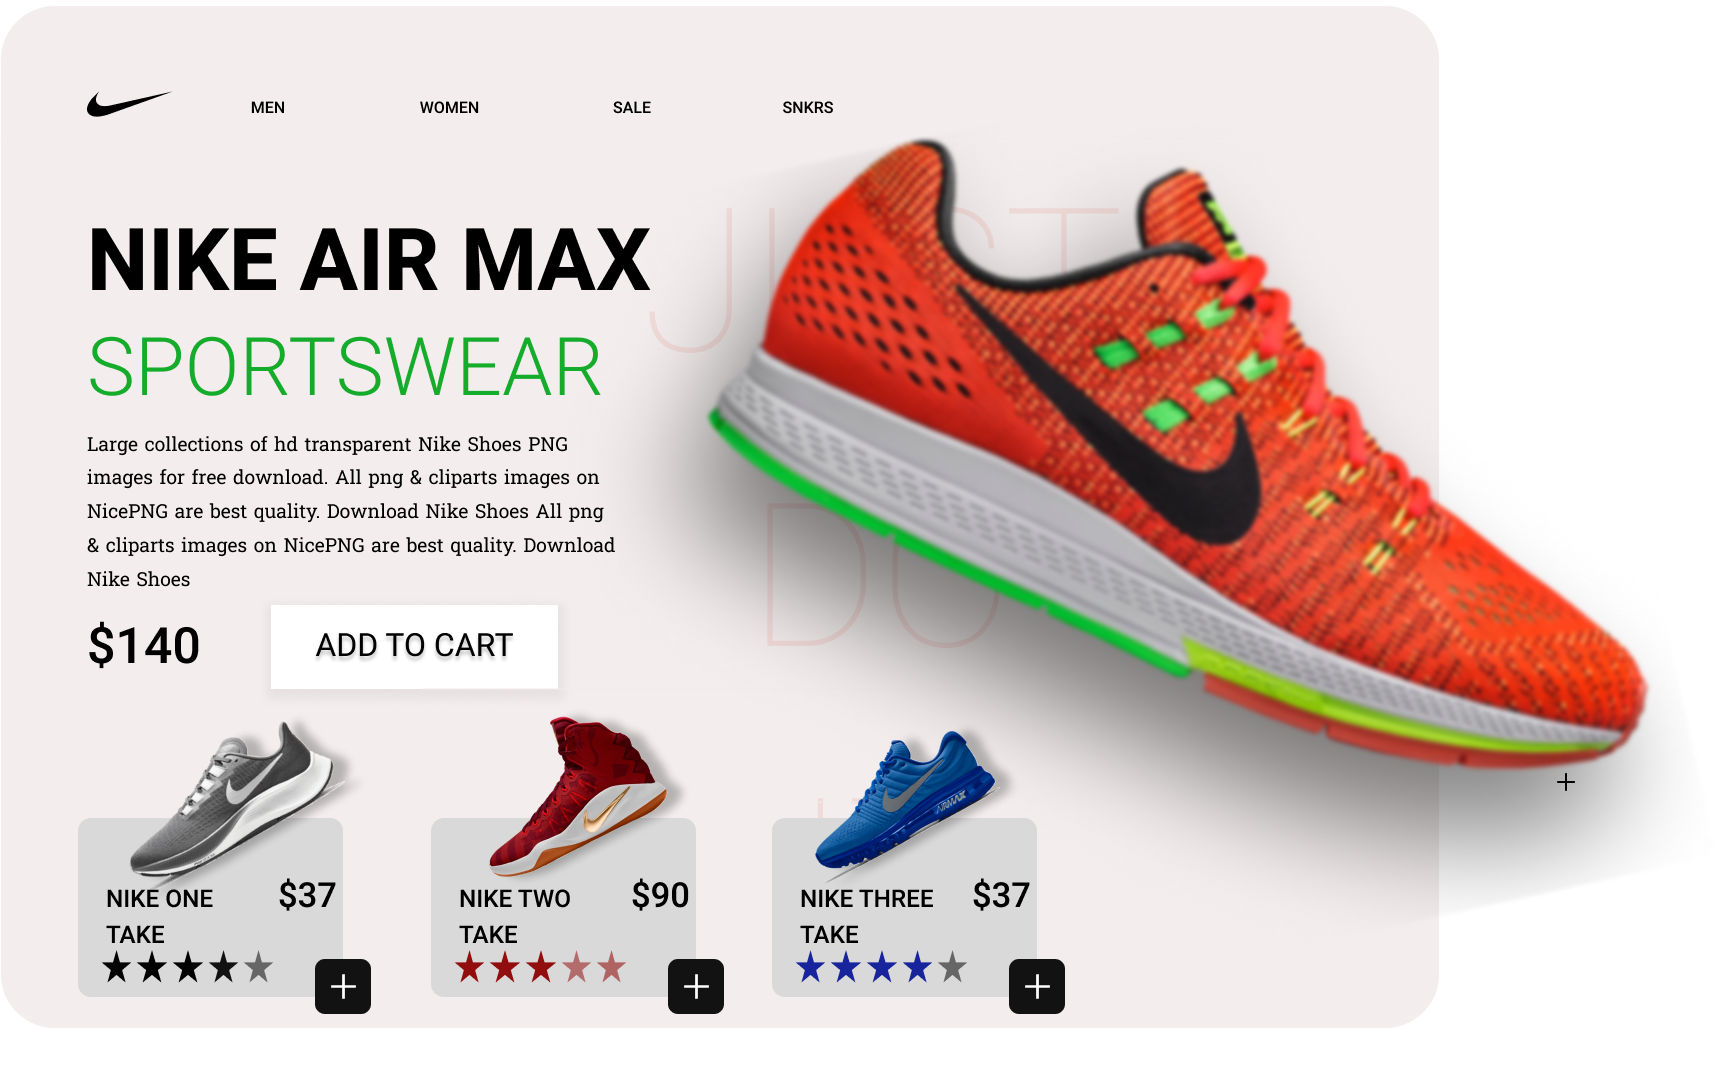 MEN WOMEN SALE SNKRS
NIKE AIR MAX
SPORTSWEAR
Large collections of hd transparent Nike Shoes PNG
images for free download. All png & cliparts images on
NicePNG are best quality. Download Nike Shoes All png
& cliparts images on NicePNG are best quality. Download
Nike Shoes
$140 ADD TO CART
JUST
DO
AIRMAX
NIKE ONE $37
TAKE
NIKE TWO $90
TAKE
NIKE THREE $37
TAKE